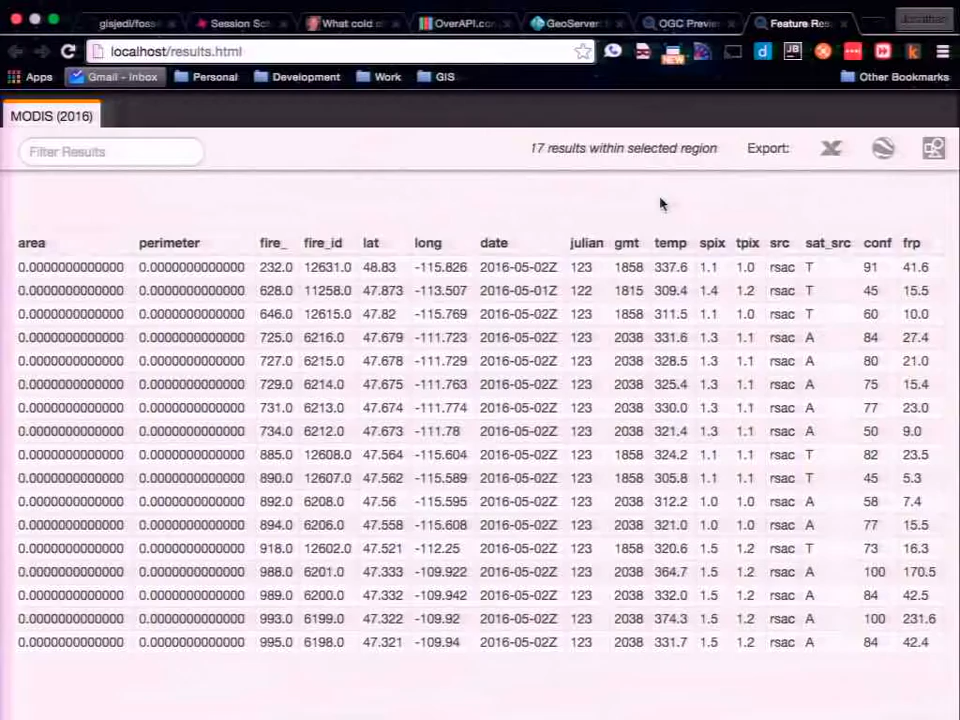 gisjedi/foss
Session Sc
What cold
OverAPI.co
GeoServer
OGC Previe
Feature Res
Jonathan
localhost/results.html
NEW
Apps
Gmail - Inbox
Personal
Development
Work
GIS
Other Bookmarks
MODIS (2016)
Filter Results
17 results within selected region
Export:
area perimeter fire_ fire_id lat long date julian gmt temp spix tpix src sat_src conf frp
0.0000000000000 0.0000000000000 232.0 12631.0 48.83 -115.826 2016-05-02Z 123 1858 337.6 1.1 1.0 rsac T 91 41.6
0.0000000000000 0.0000000000000 628.0 11258.0 47.873 -113.507 2016-05-01Z 122 1815 309.4 1.4 1.2 rsac T 45 15.5
0.0000000000000 0.0000000000000 646.0 12615.0 47.82 -115.769 2016-05-02Z 123 1858 311.5 1.1 1.0 rsac T 60 10.0
0.0000000000000 0.0000000000000 725.0 6216.0 47.679 -111.723 2016-05-02Z 123 2038 331.6 1.3 1.1 rsac A 84 27.4
0.0000000000000 0.0000000000000 727.0 6215.0 47.678 -111.729 2016-05-02Z 123 2038 328.5 1.3 1.1 rsac A 80 21.0
0.0000000000000 0.0000000000000 729.0 6214.0 47.675 -111.763 2016-05-02Z 123 2038 325.4 1.3 1.1 rsac A 75 15.4
0.0000000000000 0.0000000000000 731.0 6213.0 47.674 -111.774 2016-05-02Z 123 2038 330.0 1.3 1.1 rsac A 77 23.0
0.0000000000000 0.0000000000000 734.0 6212.0 47.673 -111.78 2016-05-02Z 123 2038 321.4 1.3 1.1 rsac A 50 9.0
0.0000000000000 0.0000000000000 885.0 12608.0 47.564 -115.604 2016-05-02Z 123 1858 324.2 1.1 1.1 rsac T 82 23.5
0.0000000000000 0.0000000000000 890.0 12607.0 47.562 -115.589 2016-05-02Z 123 1858 305.8 1.1 1.1 rsac T 45 5.3
0.0000000000000 0.0000000000000 892.0 6208.0 47.56 -115.595 2016-05-02Z 123 2038 312.2 1.0 1.0 rsac A 58 7.4
0.0000000000000 0.0000000000000 894.0 6206.0 47.558 -115.608 2016-05-02Z 123 2038 321.0 1.0 1.0 rsac A 77 15.5
0.0000000000000 0.0000000000000 918.0 12602.0 47.521 -112.25 2016-05-02Z 123 1858 320.6 1.5 1.2 rsac T 73 16.3
0.0000000000000 0.0000000000000 988.0 6201.0 47.333 -109.922 2016-05-02Z 123 2038 364.7 1.5 1.2 rsac A 100 170.5
0.0000000000000 0.0000000000000 989.0 6200.0 47.332 -109.942 2016-05-02Z 123 2038 332.0 1.5 1.2 rsac A 84 42.5
0.0000000000000 0.0000000000000 993.0 6199.0 47.322 -109.92 2016-05-02Z 123 2038 374.3 1.5 1.2 rsac A 100 231.6
0.0000000000000 0.0000000000000 995.0 6198.0 47.321 -109.94 2016-05-02Z 123 2038 331.7 1.5 1.2 rsac A 84 42.4